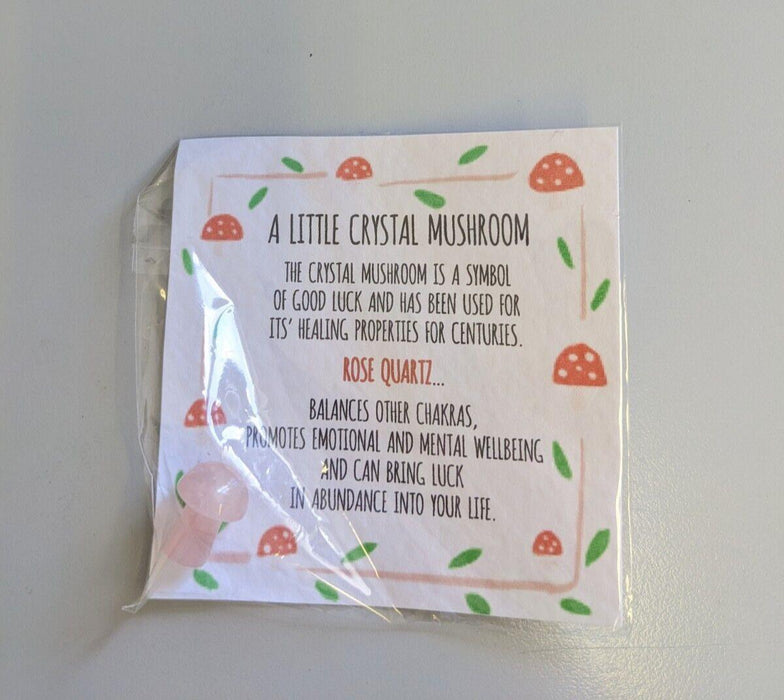 A LITTLE CRYSTAL MUSHROOM
THE CRYSTAL MUSHROOM IS A SYMBOL
OF GOOD LUCK AND HAS BEEN USED FOR
ITS' HEALING PROPERTIES FOR CENTURIES.
ROSE QUARTZ...
BALANCES OTHER CHAKRAS,
PROMOTES EMOTIONAL AND MENTAL WELLBEING
AND CAN BRING LUCK
IN ABUNDANCE INTO YOUR LIFE.